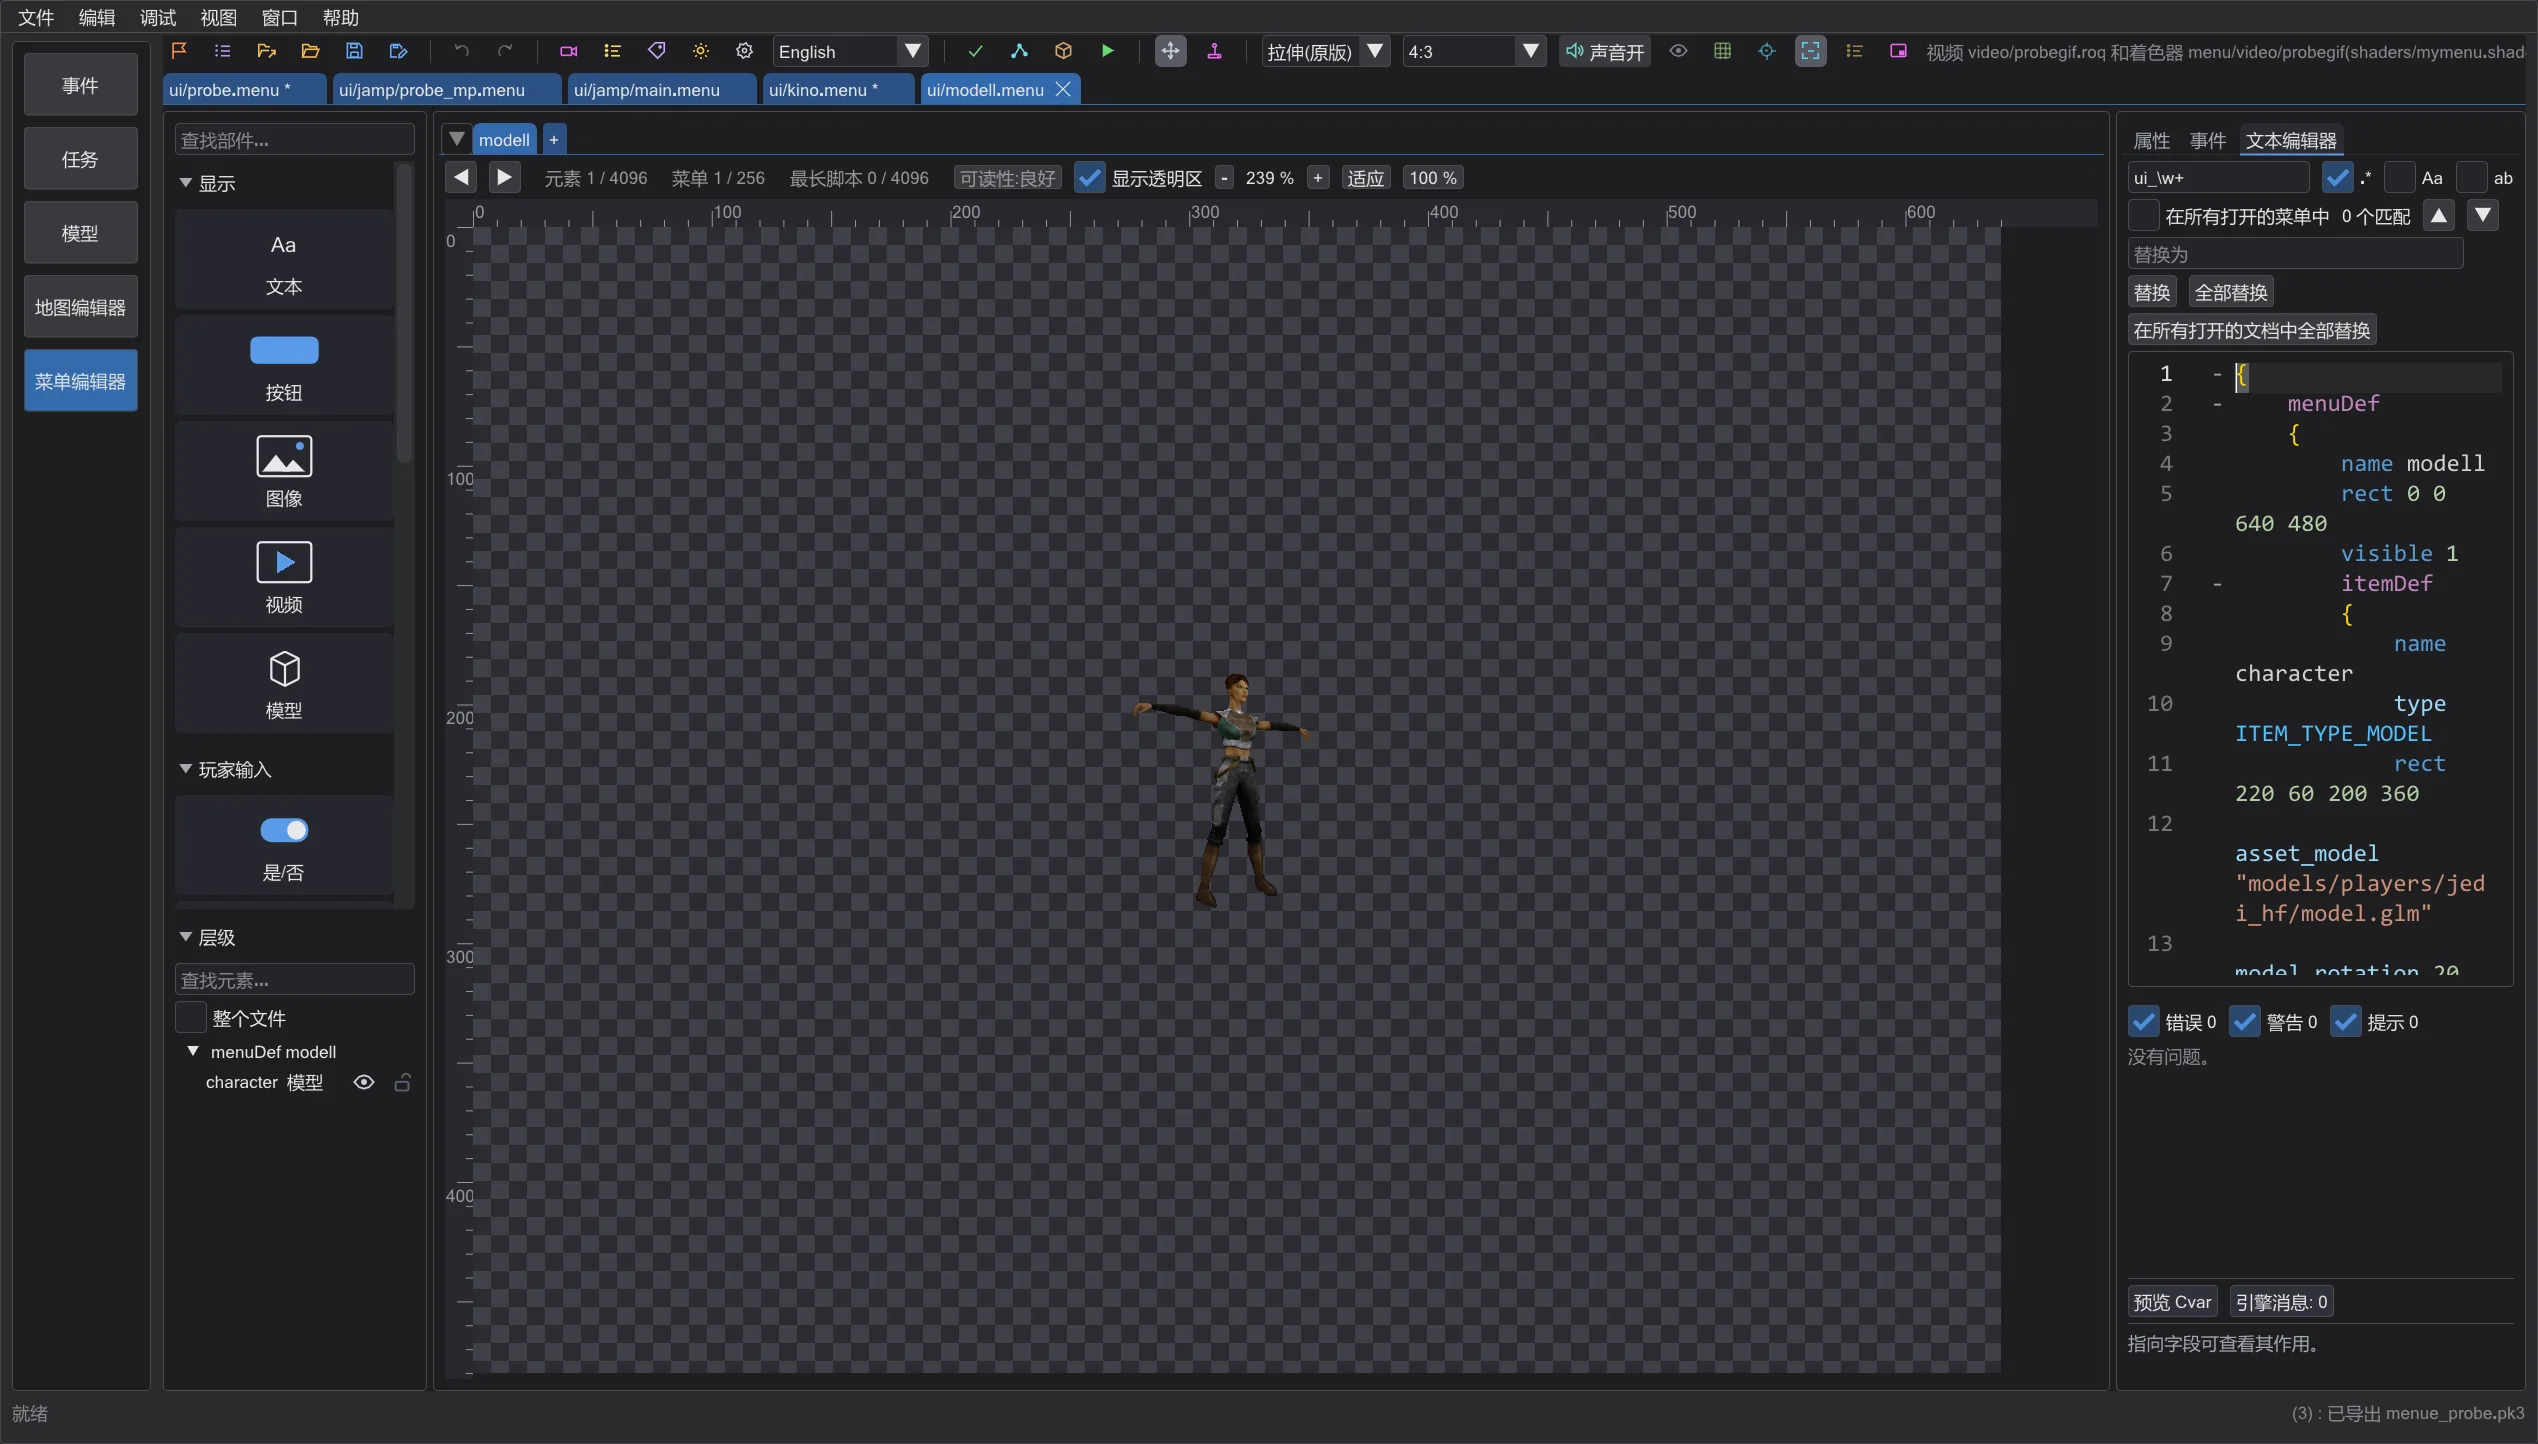 文件 编辑 调试 视图 窗口 帮助
English
拉伸(原版)
4:3
声音开
视频 video/probegif.roq 和着色器 menu/video/probegif(shaders/mymenu.shad
事件
任务
模型
地图编辑器
菜单编辑器
ui/probe.menu *
ui/jamp/probe_mp.menu
ui/jamp/main.menu
ui/kino.menu *
ui/modell.menu
查找部件...
显示
Aa
文本
按钮
图像
视频
模型
玩家输入
是/否
层级
查找元素...
整个文件
menuDef modell
character 模型
modell +
元素 1 / 4096 菜单 1 / 256 最长脚本 0 / 4096 可读性:良好 显示透明区 - 239 % + 适应 100 %
0 100 200 300 400 500 600
0
100
200
300
400
属性 事件 文本编辑器
ui_\w+ .* Aa ab
在所有打开的菜单中 0 个匹配
替换为
替换 全部替换
在所有打开的文档中全部替换
1 - {
2 - menuDef
3 {
4 name modell
5 rect 0 0
640 480
6 visible 1
7 - itemDef
8 {
9 name
character
10 type
ITEM_TYPE_MODEL
11 rect
220 60 200 360
12
asset_model
"models/players/jed
i_hf/model.glm"
13
model_rotation 20
错误 0 警告 0 提示 0
没有问题。
预览 Cvar 引擎消息: 0
指向字段可查看其作用。
就绪
(3) : 已导出 menue_probe.pk3